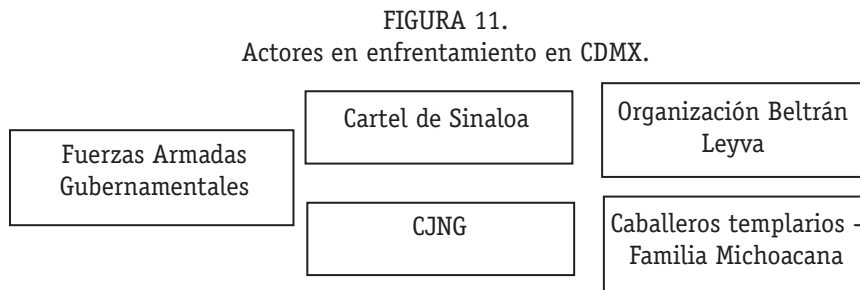 FIGURA 11.
Actores en enfrentamiento en CDMX.
Fuerzas Armadas
Gubernamentales
Cartel de Sinaloa
CJNG
Organización Beltrán
Leyva
Caballeros templarios -
Familia Michoacana